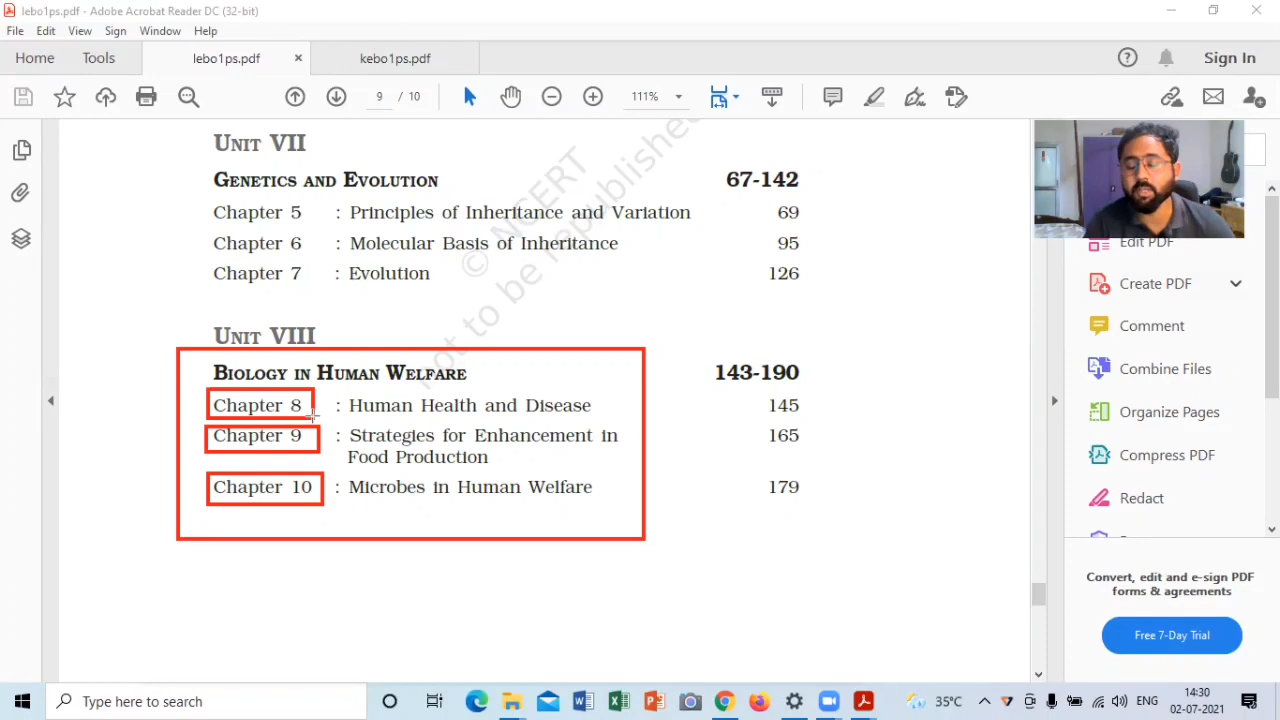 lebo1ps.pdf - Adobe Acrobat Reader DC (32-bit)
File Edit View Sign Window Help
Home Tools lebo1ps.pdf × kebo1ps.pdf Sign In
9 / 10 111%
UNIT VII
GENETICS AND EVOLUTION 67-142
Chapter 5 : Principles of Inheritance and Variation 69
Chapter 6 : Molecular Basis of Inheritance 95
Chapter 7 : Evolution 126
© NCERT
not to be republished
UNIT VIII
BIOLOGY IN HUMAN WELFARE 143-190
Chapter 8 : Human Health and Disease 145
Chapter 9 : Strategies for Enhancement in
Food Production 165
Chapter 10 : Microbes in Human Welfare 179
Edit PDF
Create PDF
Comment
Combine Files
Organize Pages
Compress PDF
Redact
Convert, edit and e-sign PDF
forms & agreements
Free 7-Day Trial
Type here to search
35°C ENG 14:30
02-07-2021